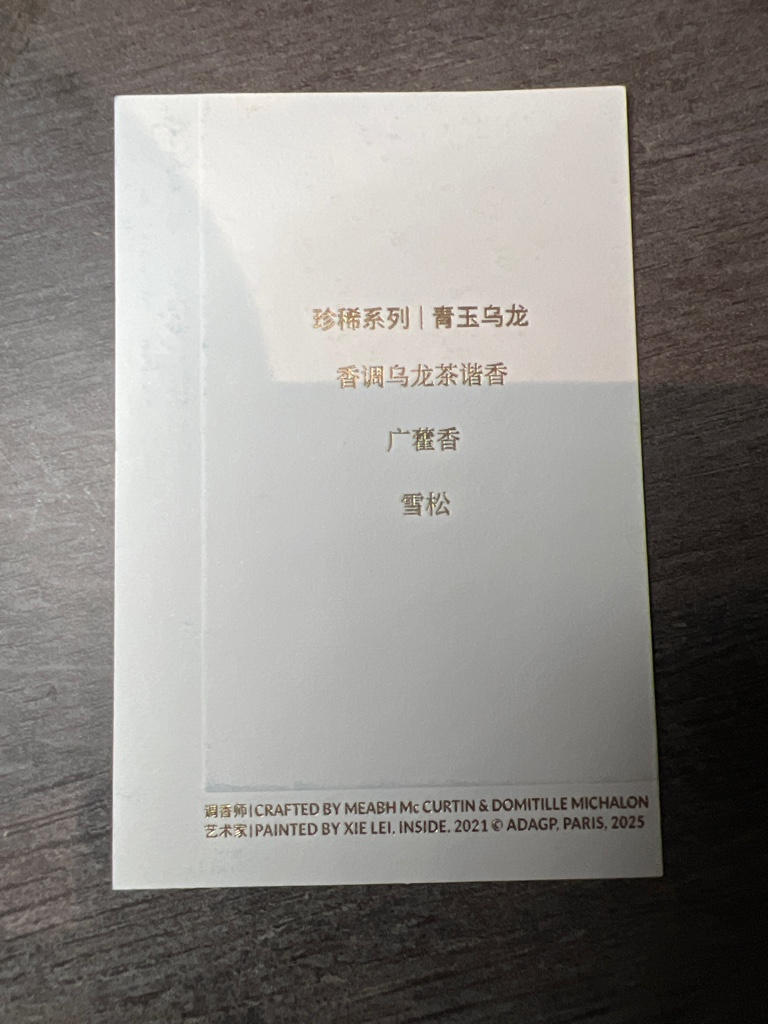 珍稀系列 | 青玉乌龙
香调乌龙茶谐香
广藿香
雪松
调香师 | CRAFTED BY MEABH Mc CURTIN & DOMITILLE MICHALON
艺术家 | PAINTED BY XIE LEI, INSIDE, 2021 © ADAGP, PARIS, 2025